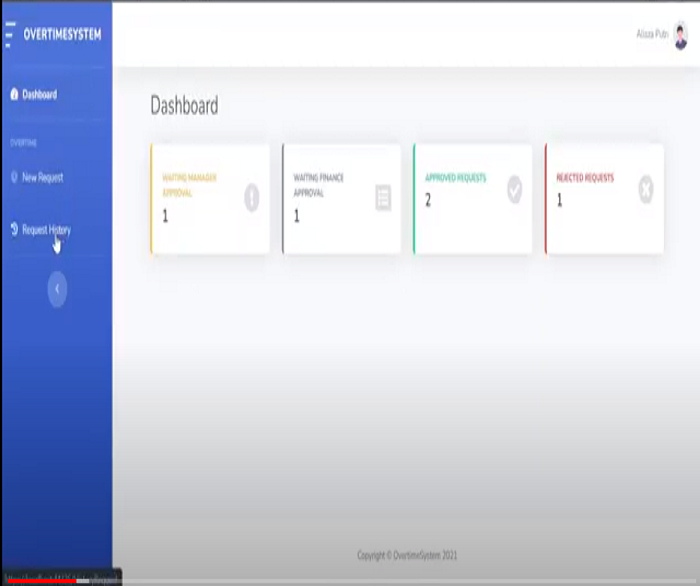 OVERTIMESYSTEM
Dashboard
OVERTIME
New Request
Request History
Aliza Putri
Dashboard
WAITING MANAGER
APPROVAL
1
WAITING FINANCE
APPROVAL
1
APPROVED REQUESTS
2
REJECTED REQUESTS
1
Copyright © OvertimeSystem 2021